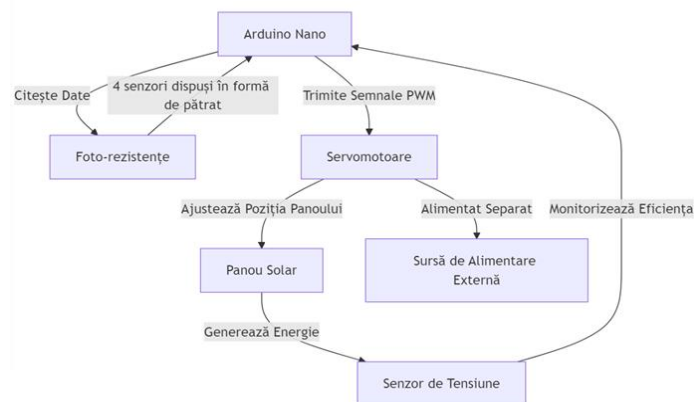 Arduino Nano
Citește Date
4 senzori dispuși în formă
de pătrat
Trimite Semnale PWM
Foto-rezistențe
Servomotoare
Ajustează Poziția Panoului
Alimentat Separat
Monitorizează Eficiența
Panou Solar
Sursă de Alimentare
Externă
Generează Energie
Senzor de Tensiune